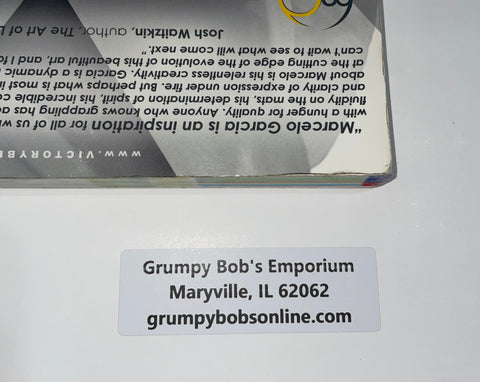 WWW.VICTORYB
"Marcelo Garcia is an inspiration for all of us
with a hunger for quality. Anyone who knows grappling has
fluidity on the mats, his determination of spirit, his incredible
and clarity of expression under fire. But perhaps what is most
about Marcelo is his relentless creativity. Garcia is a dynamic
at the cutting edge of the evolution of this beautiful art, and I
can't wait to see what will come next."
Josh Waitzkin, author, The Art of
Grumpy Bob's Emporium
Maryville, IL 62062
grumpybobsonline.com